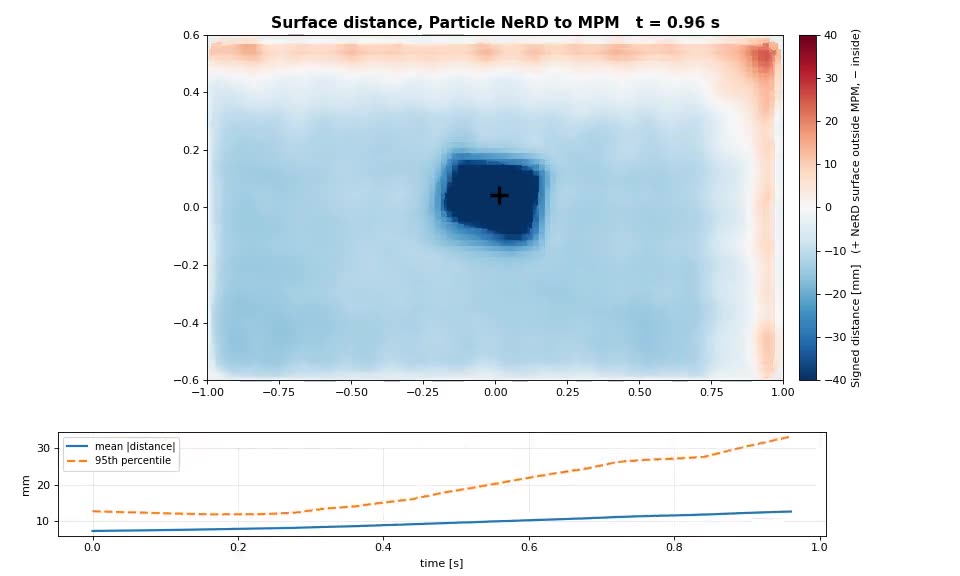 Surface distance, Particle NeRD to MPM   t = 0.96 s
0.6
0.4
0.2
0.0
−0.2
−0.4
−0.6
−1.00 −0.75 −0.50 −0.25 0.00 0.25 0.50 0.75 1.00
40
30
20
10
0
−10
−20
−30
−40
Signed distance [mm]   (+ NeRD surface outside MPM, − inside)
mean |distance|
95th percentile
30
20
10
mm
0.0 0.2 0.4 0.6 0.8 1.0
time [s]